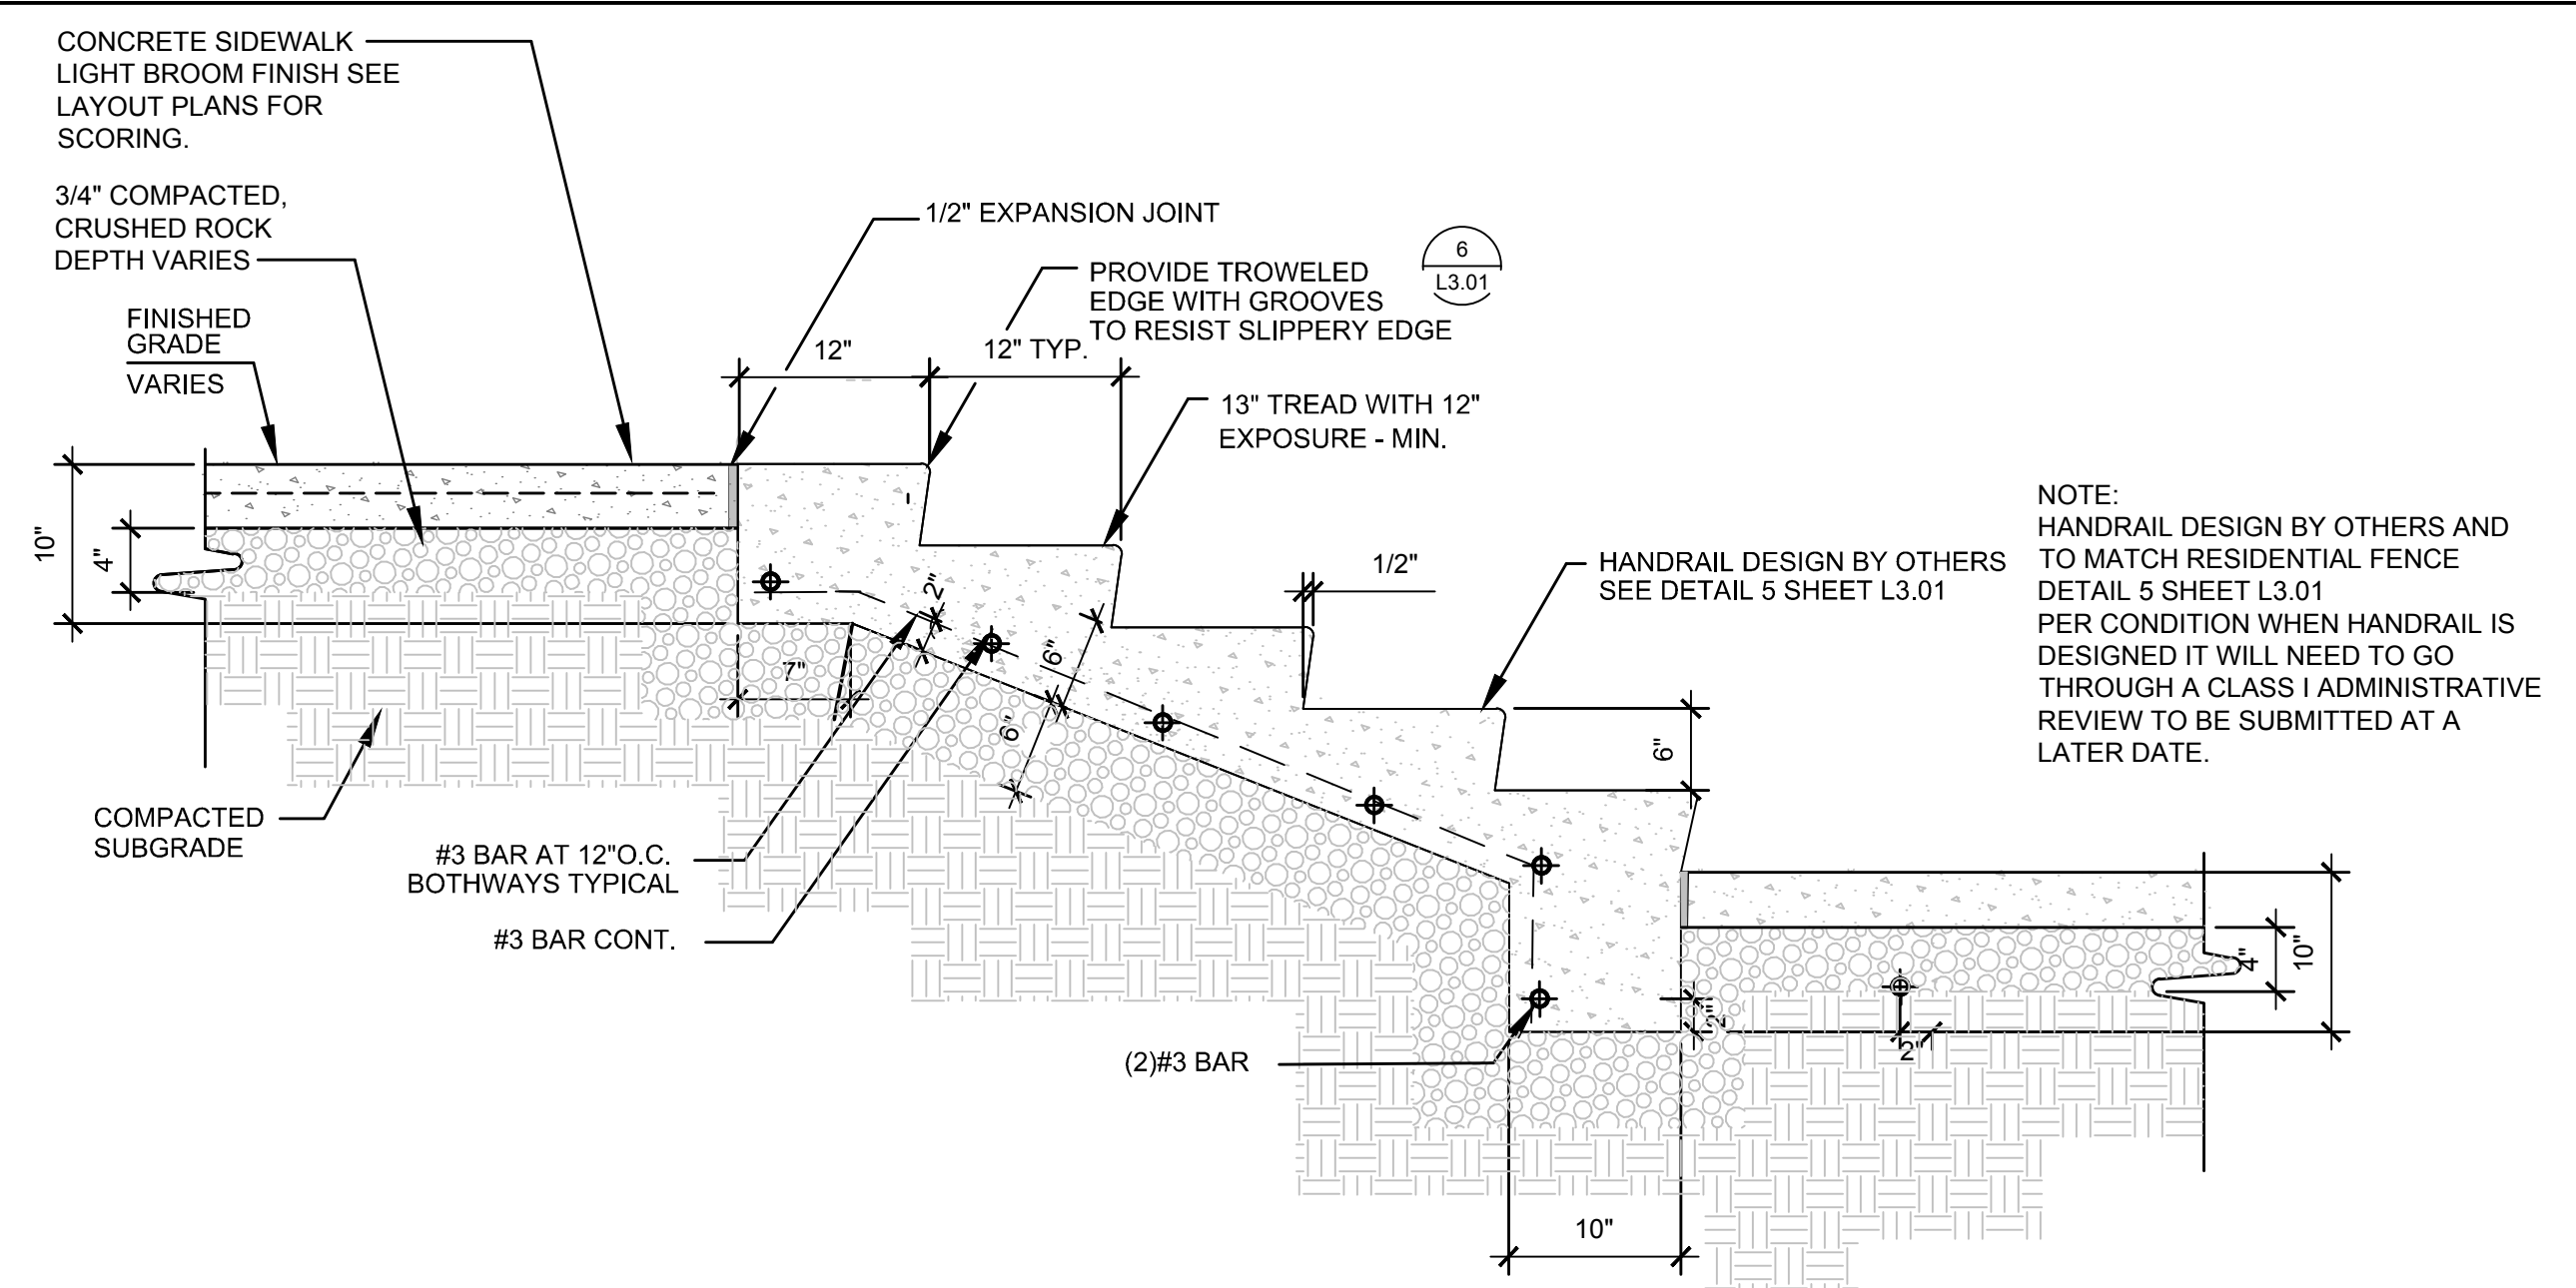 CONCRETE SIDEWALK
LIGHT BROOM FINISH SEE
LAYOUT PLANS FOR
SCORING.
3/4" COMPACTED,
CRUSHED ROCK
DEPTH VARIES
FINISHED
GRADE
VARIES
1/2" EXPANSION JOINT
6
L3.01
PROVIDE TROWELED
EDGE WITH GROOVES
TO RESIST SLIPPERY EDGE
12"
12" TYP.
13" TREAD WITH 12"
EXPOSURE - MIN.
10"
4"
1/2"
HANDRAIL DESIGN BY OTHERS
SEE DETAIL 5 SHEET L3.01
NOTE:
HANDRAIL DESIGN BY OTHERS AND
TO MATCH RESIDENTIAL FENCE
DETAIL 5 SHEET L3.01
PER CONDITION WHEN HANDRAIL IS
DESIGNED IT WILL NEED TO GO
THROUGH A CLASS I ADMINISTRATIVE
REVIEW TO BE SUBMITTED AT A
LATER DATE.
2"
6"
7"
6"
6"
COMPACTED
SUBGRADE
#3 BAR AT 12"O.C.
BOTHWAYS TYPICAL
#3 BAR CONT.
4"
10"
2"
2"
(2)#3 BAR
10"